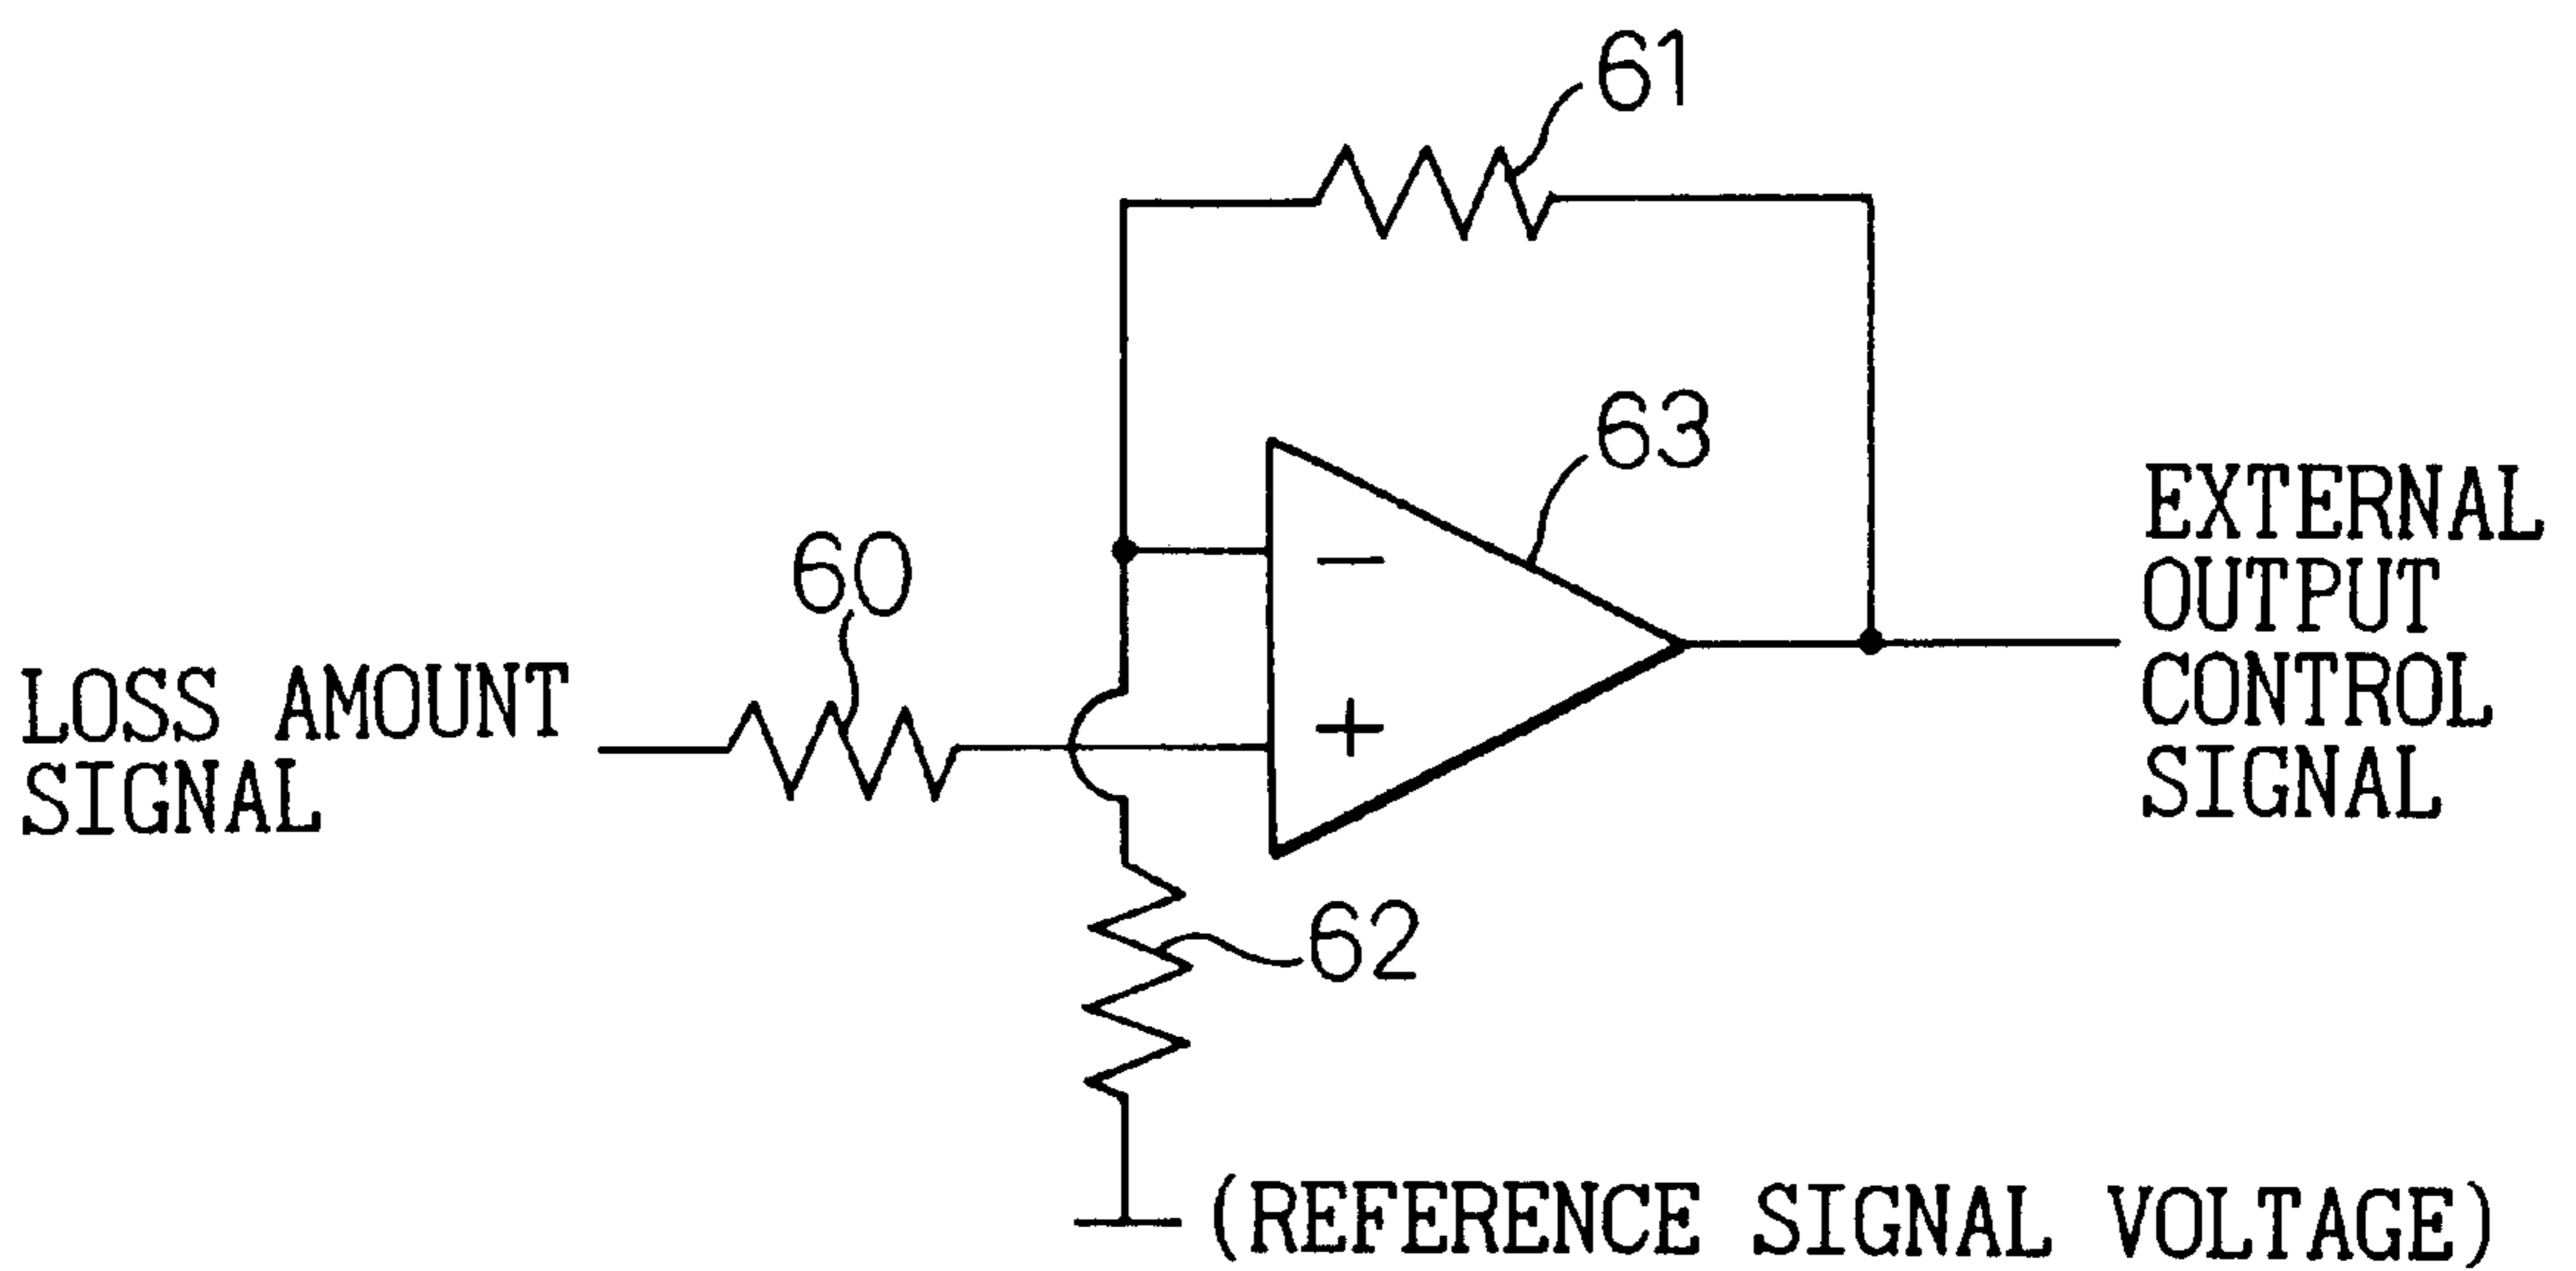 61
63
60
LOSS AMOUNT
SIGNAL
−
+
EXTERNAL
OUTPUT
CONTROL
SIGNAL
62
(REFERENCE SIGNAL VOLTAGE)